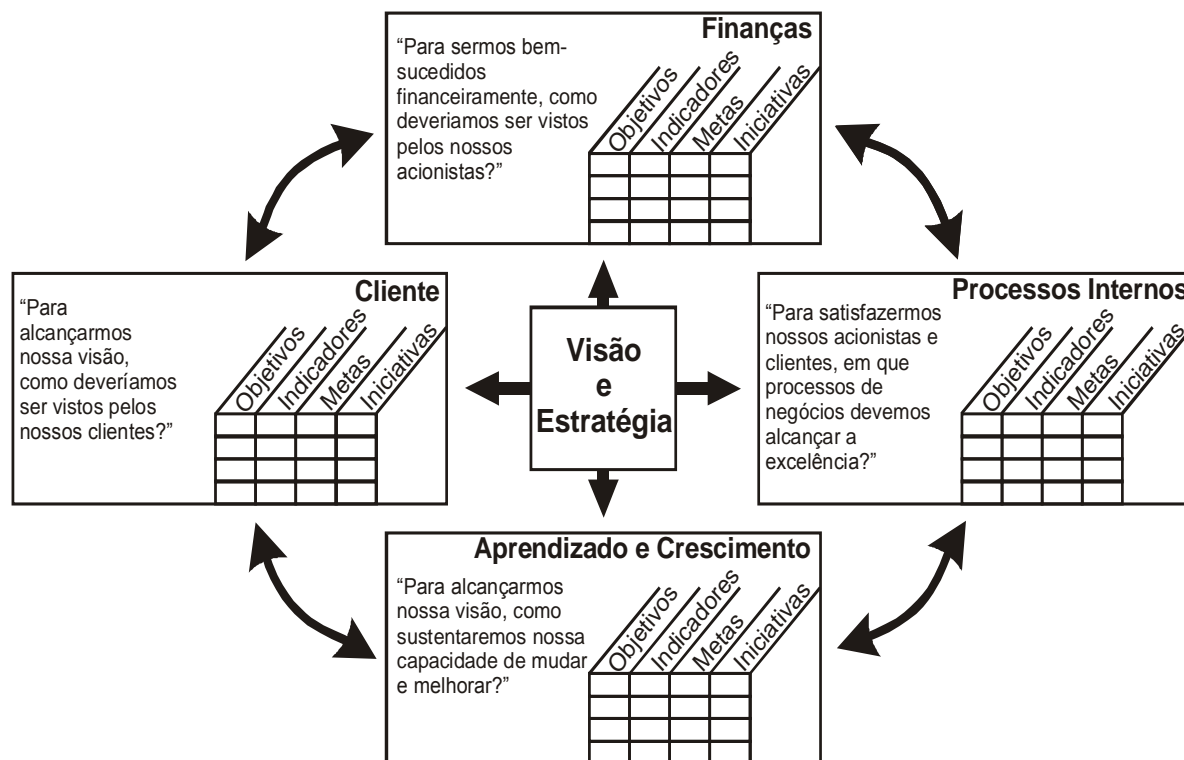 Finanças
“Para sermos bem-
sucedidos
financeiramente, como
deveriamos ser vistos
pelos nossos
acionistas?”
Objetivos
Indicadores
Metas
Iniciativas
Cliente
“Para
alcançarmos
nossa visão,
como deveríamos
ser vistos pelos
nossos clientes?”
Objetivos
Indicadores
Metas
Iniciativas
Visão
e
Estratégia
Processos Internos
“Para satisfazermos
nossos acionistas e
clientes, em que
processos de
negócios devemos
alcançar a
excelência?”
Objetivos
Indicadores
Metas
Iniciativas
Aprendizado e Crescimento
“Para alcançarmos
nossa visão, como
sustentaremos nossa
capacidade de mudar
e melhorar?”
Objetivos
Indicadores
Metas
Iniciativas